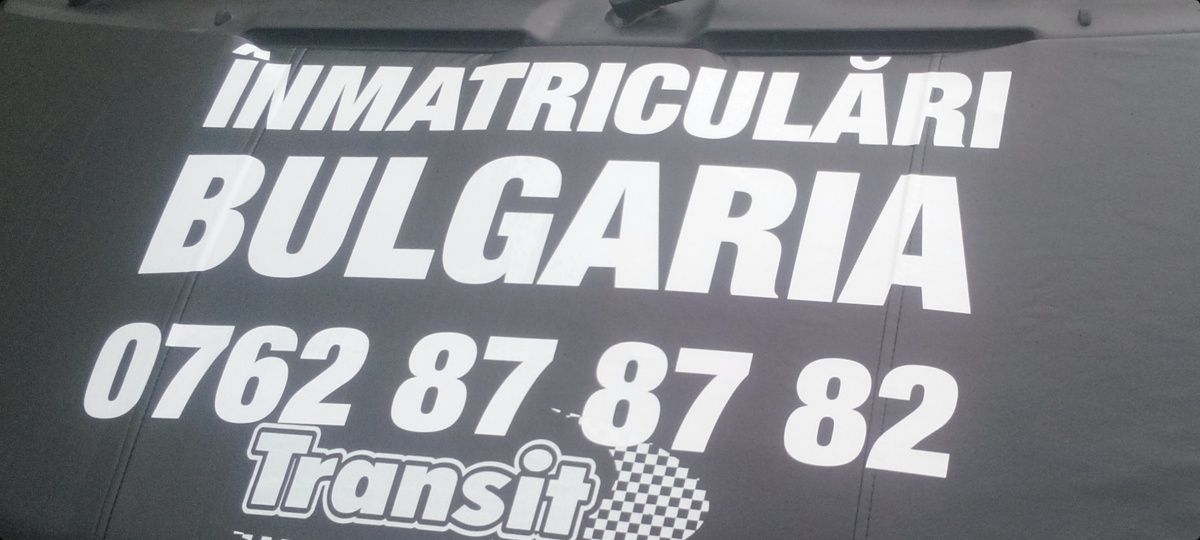 ÎNMATRICULĂRI
BULGARIA
0762 87 87 82
Transit